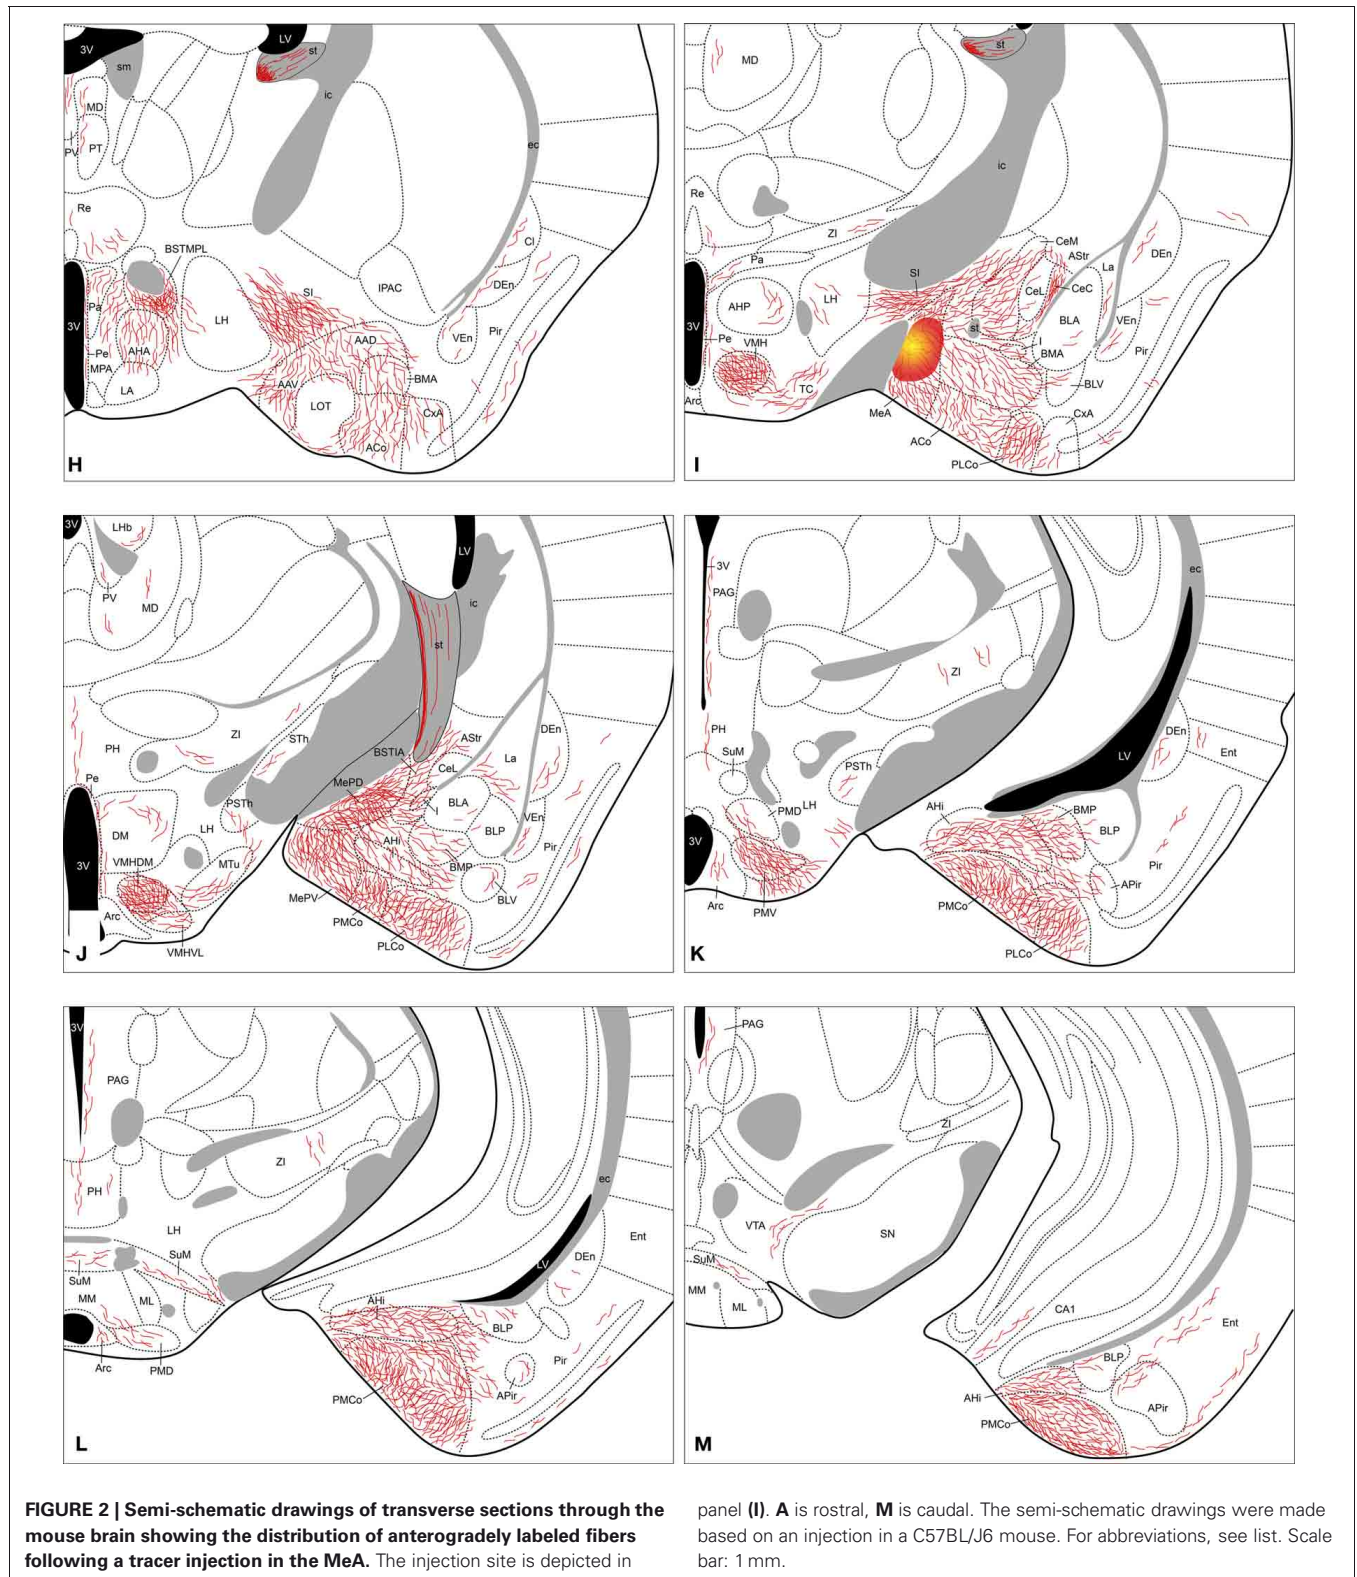 3V
LV
st
sm
ic
MD
PV
PT
ec
Re
BSTMPL
Cl
SI
IPAC
DEn
Pa
LH
3V
VEn
Pir
AAD
Pe
AHA
MPA
BMA
LA
AAV
LOT
CxA
ACo
H
st
MD
ic
Re
ZI
CeM
AStr
Pa
La
DEn
SI
CeL
CeC
AHP
LH
BLA
VEn
3V
st
Pe
VMH
I
BMA
Pir
TC
BLV
Arc
MeA
CxA
ACo
PLCo
I
3V
LHb
LV
PV
MD
ic
st
ZI
STh
DEn
PH
BSTIA
AStr
La
MePD
CeL
Pe
PSTh
I
BLA
VEn
DM
LH
AHi
BLP
Pir
3V
VMHDM
MTu
BMP
MePV
BLV
Arc
PMCo
PLCo
VMHVL
J
3V
ec
PAG
ZI
PH
DEn
Ent
SuM
PSTh
LV
PMD
LH
AHi
BMP
BLP
3V
Pir
APir
Arc
PMV
PMCo
PLCo
K
3V
PAG
ZI
PH
ec
LH
SuM
Ent
SuM
DEn
LV
MM
ML
AHi
BLP
Arc
PMD
Pir
PMCo
APir
L
PAG
ZI
VTA
SN
SuM
MM
ML
CA1
Ent
BLP
AHi
APir
PMCo
M
FIGURE 2 | Semi-schematic drawings of transverse sections through the
mouse brain showing the distribution of anterogradely labeled fibers
following a tracer injection in the MeA. The injection site is depicted in
panel (I). A is rostral, M is caudal. The semi-schematic drawings were made
based on an injection in a C57BL/J6 mouse. For abbreviations, see list. Scale
bar: 1 mm.